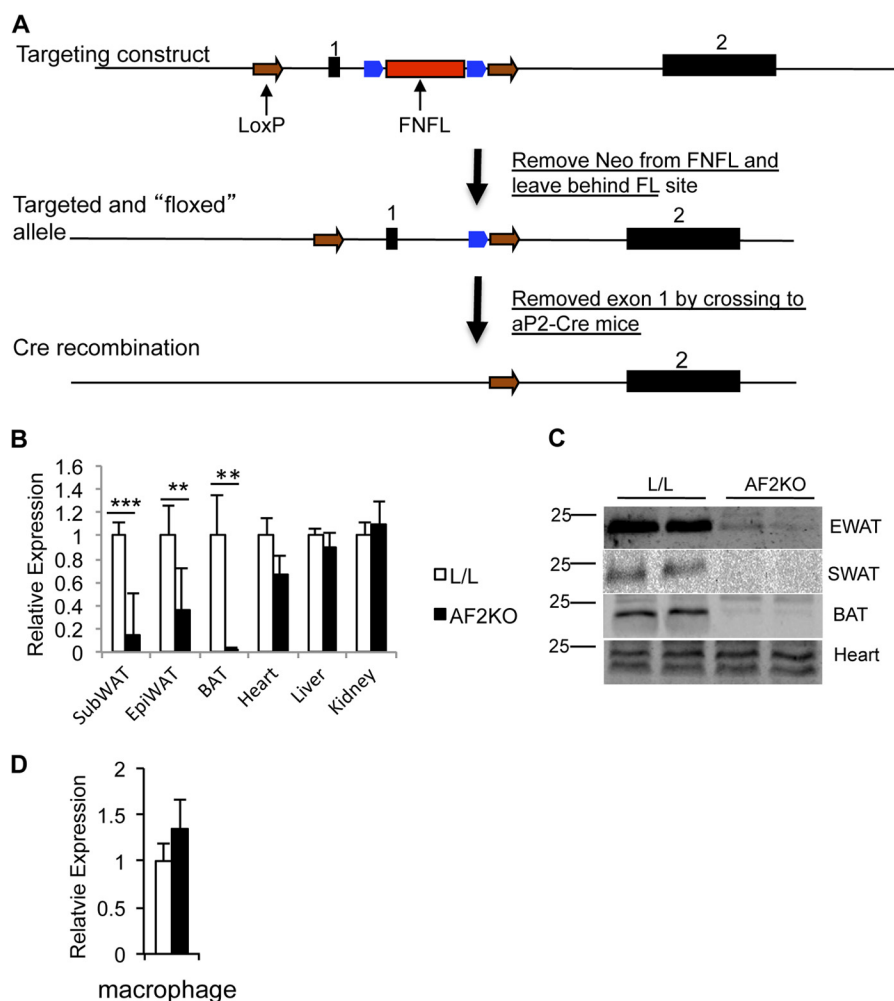 A
Targeting construct
1
2
LoxP
FNFL
Remove Neo from FNFL and
leave behind FL site
Targeted and “floxed”
allele
1
2
Removed exon 1 by crossing to
aP2-Cre mice
Cre recombination
2
B
Relative Expression
1.6
1.4
1.2
1
0.8
0.6
0.4
0.2
0
***
**
**
SubWAT
EpiWAT
BAT
Heart
Liver
Kidney
L/L
AF2KO
C
L/L
AF2KO
25
EWAT
25
SWAT
25
BAT
25
Heart
D
Relatvie Expression
2
1.5
1
0.5
0
macrophage